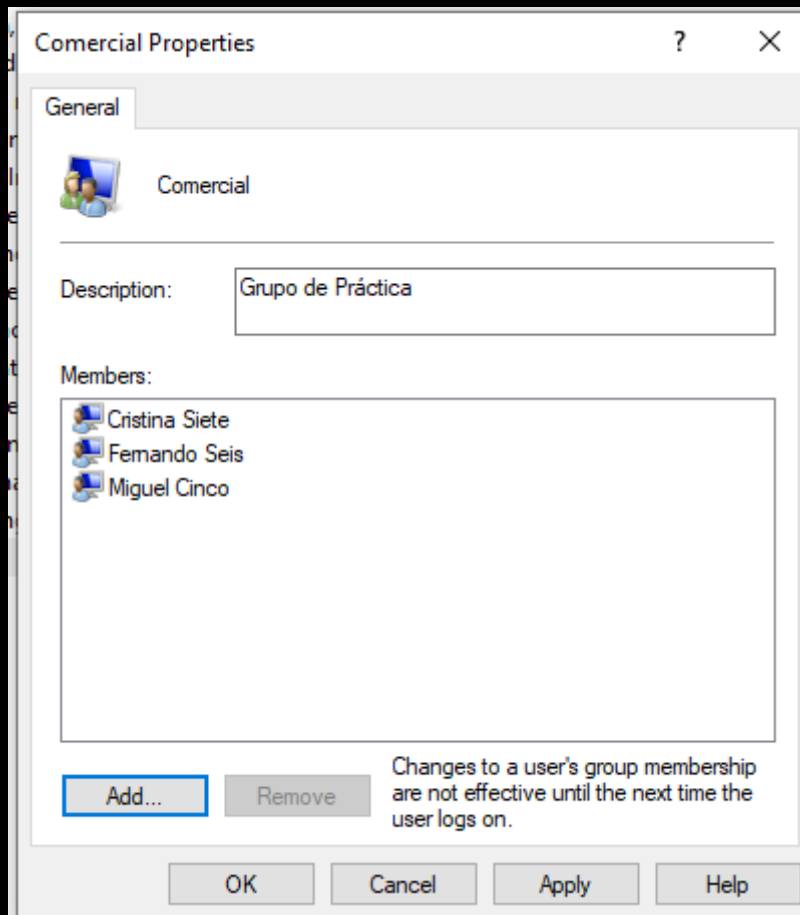 Comercial Properties
?
General
Comercial
Description:
Grupo de Práctica
Members:
Cristina Siete
Fernando Seis
Miguel Cinco
Add...
Remove
Changes to a user's group membership
are not effective until the next time the
user logs on.
OK
Cancel
Apply
Help